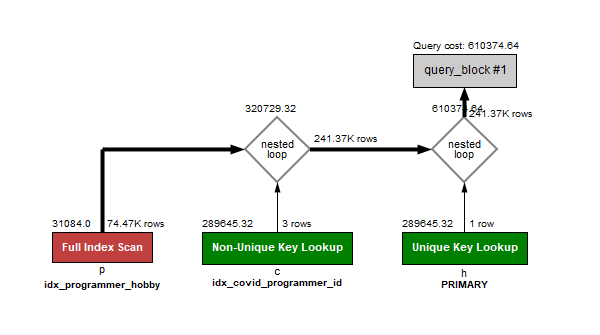 Query cost: 610374.64
query_block #1
320729.32
610374.64
241.37K rows
nested
loop
241.37K rows
nested
loop
31084.0
74.47K rows
289645.32
3 rows
289645.32
1 row
Full Index Scan
Non-Unique Key Lookup
Unique Key Lookup
p
c
h
idx_programmer_hobby
idx_covid_programmer_id
PRIMARY